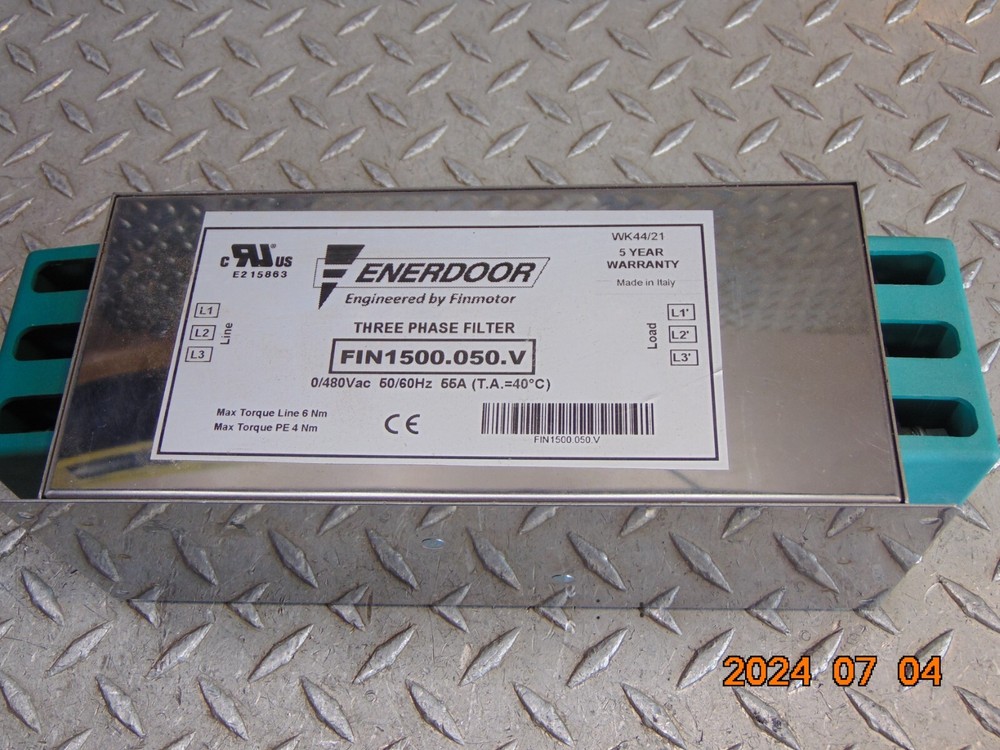 c RU® US
E215863
ENERDOOR
Engineered by Finmotor
WK44/21
5 YEAR
WARRANTY
Made in Italy
L1
L2
L3
Line
THREE PHASE FILTER
FIN1500.050.V
0/480Vac 50/60Hz 55A (T.A.=40°C)
Load
L1'
L2'
L3'
Max Torque Line 6 Nm
Max Torque PE 4 Nm
CE
FIN1500.050.V
2024 07 04